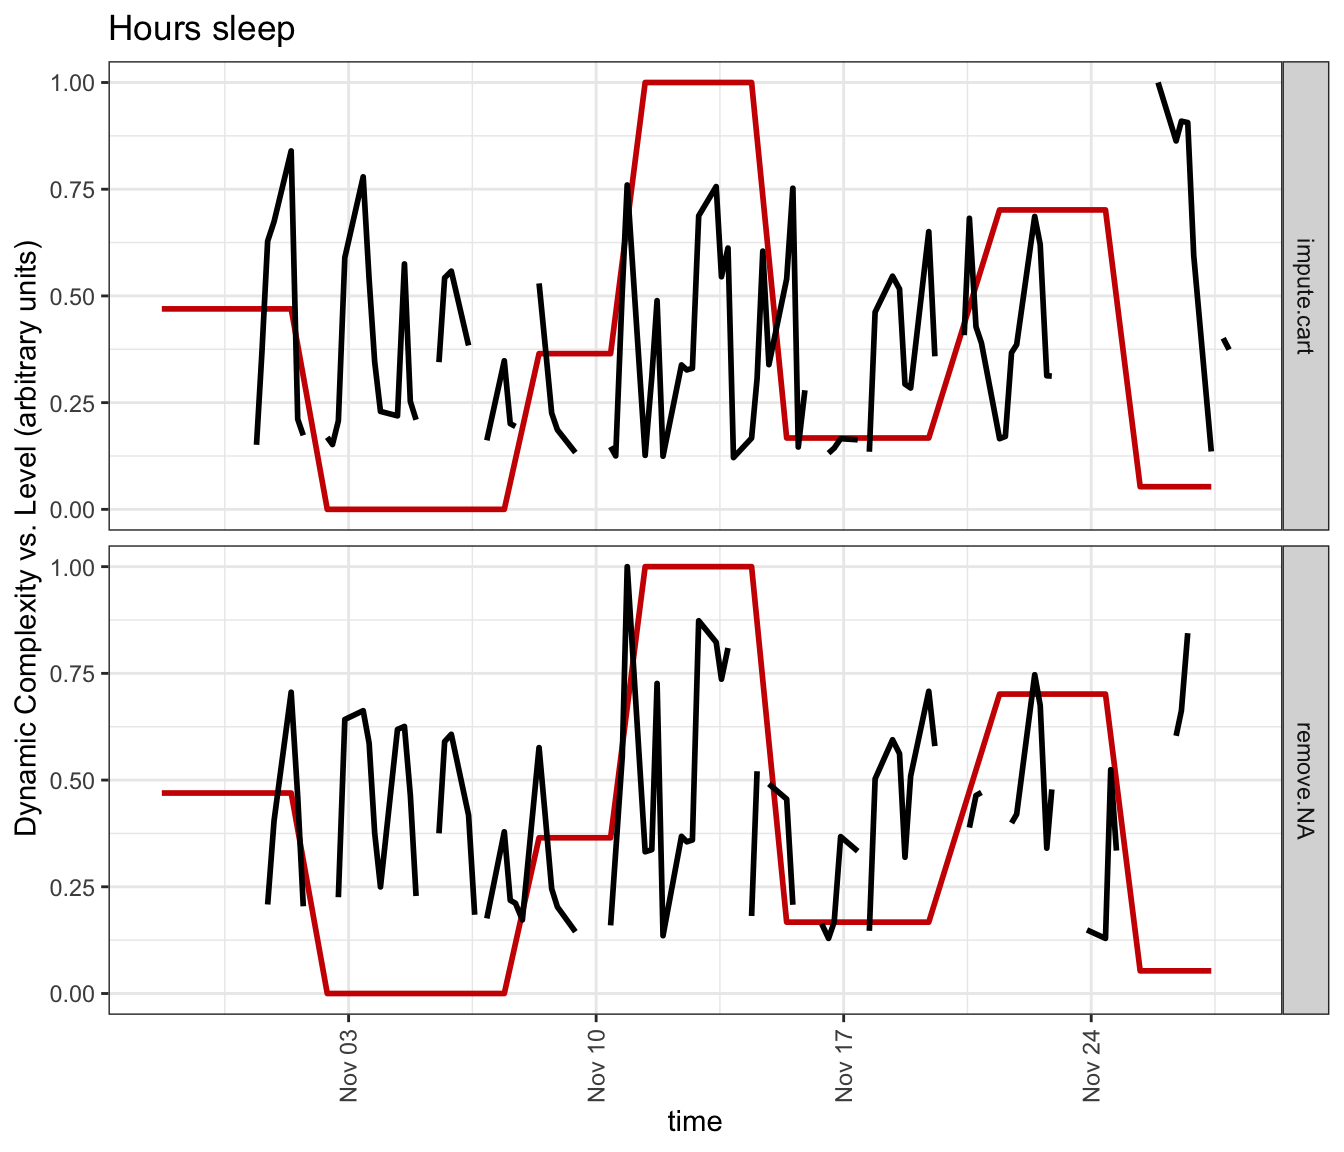 Hours sleep
Dynamic Complexity vs. Level (arbitrary units)
1.00
0.75
0.50
0.25
0.00
impute.cart
1.00
0.75
0.50
0.25
0.00
remove.NA
Nov 03
Nov 10
Nov 17
Nov 24
time